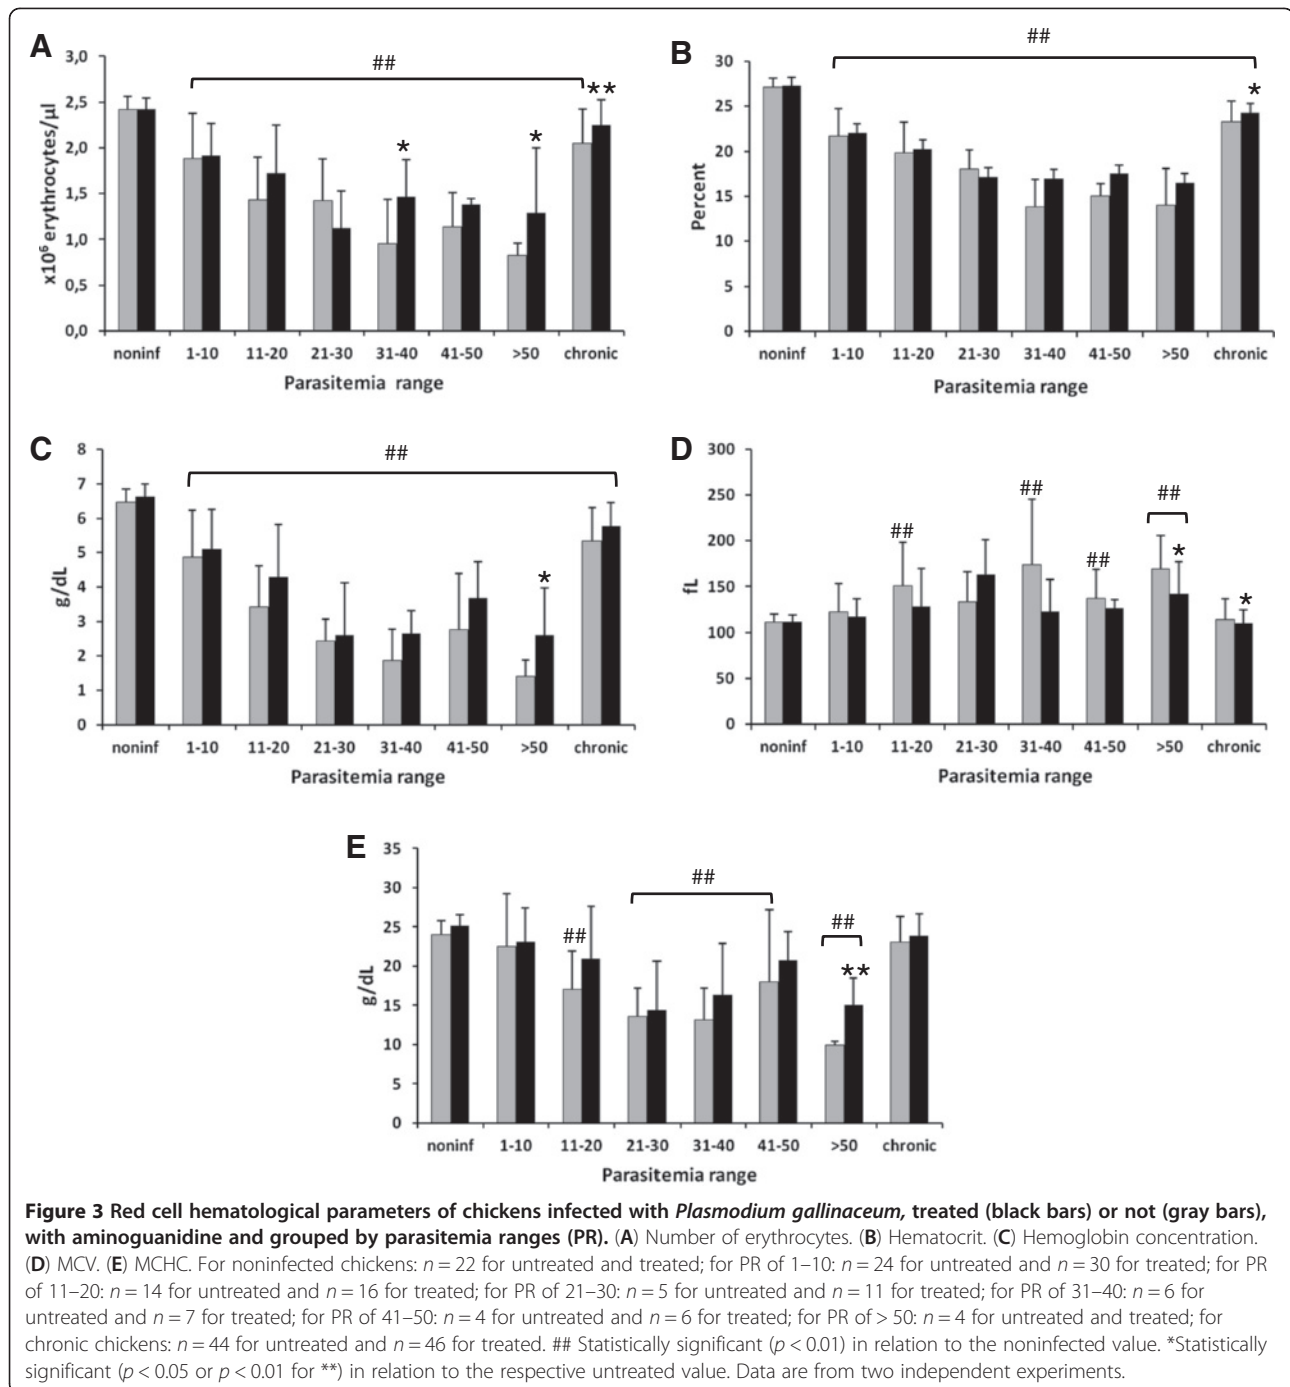 A
3,0
2,5
2,0
1,5
1,0
0,5
0,0
x10⁶ erythrocytes/µl
##
*
*
**
noninf 1-10 11-20 21-30 31-40 41-50 >50 chronic
Parasitemia range
B
30
25
20
15
10
5
0
Percent
##
*
noninf 1-10 11-20 21-30 31-40 41-50 >50 chronic
Parasitemia range
C
8
7
6
5
4
3
2
1
0
g/dL
##
*
noninf 1-10 11-20 21-30 31-40 41-50 >50 chronic
Parasitemia range
D
300
250
200
150
100
50
0
fL
##
##
##
##
*
*
noninf 1-10 11-20 21-30 31-40 41-50 >50 chronic
Parasitemia range
E
35
30
25
20
15
10
5
0
g/dL
##
##
##
**
noninf 1-10 11-20 21-30 31-40 41-50 >50 chronic
Parasitemia range
Figure 3 Red cell hematological parameters of chickens infected with Plasmodium gallinaceum, treated (black bars) or not (gray bars),
with aminoguanidine and grouped by parasitemia ranges (PR). (A) Number of erythrocytes. (B) Hematocrit. (C) Hemoglobin concentration.
(D) MCV. (E) MCHC. For noninfected chickens: n = 22 for untreated and treated; for PR of 1–10: n = 24 for untreated and n = 30 for treated; for PR
of 11–20: n = 14 for untreated and n = 16 for treated; for PR of 21–30: n = 5 for untreated and n = 11 for treated; for PR of 31–40: n = 6 for
untreated and n = 7 for treated; for PR of 41–50: n = 4 for untreated and n = 6 for treated; for PR of > 50: n = 4 for untreated and treated; for
chronic chickens: n = 44 for untreated and n = 46 for treated. ## Statistically significant (p < 0.01) in relation to the noninfected value. *Statistically
significant (p < 0.05 or p < 0.01 for **) in relation to the respective untreated value. Data are from two independent experiments.